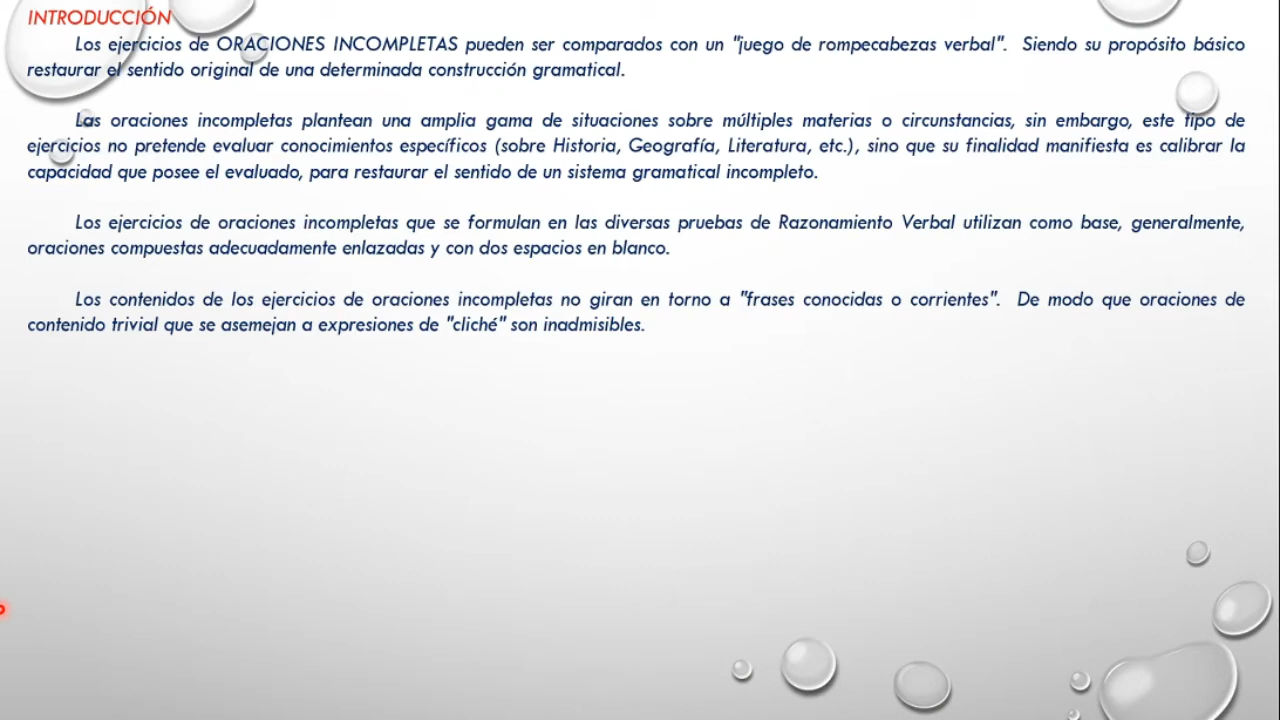 INTRODUCCIÓN
Los ejercicios de ORACIONES INCOMPLETAS pueden ser comparados con un "juego de rompecabezas verbal". Siendo su propósito básico
restaurar el sentido original de una determinada construcción gramatical.
Las oraciones incompletas plantean una amplia gama de situaciones sobre múltiples materias o circunstancias, sin embargo, este tipo de
ejercicios no pretende evaluar conocimientos específicos (sobre Historia, Geografía, Literatura, etc.), sino que su finalidad manifiesta es calibrar la
capacidad que posee el evaluado, para restaurar el sentido de un sistema gramatical incompleto.
Los ejercicios de oraciones incompletas que se formulan en las diversas pruebas de Razonamiento Verbal utilizan como base, generalmente,
oraciones compuestas adecuadamente enlazadas y con dos espacios en blanco.
Los contenidos de los ejercicios de oraciones incompletas no giran en torno a "frases conocidas o corrientes". De modo que oraciones de
contenido trivial que se asemejan a expresiones de "cliché" son inadmisibles.